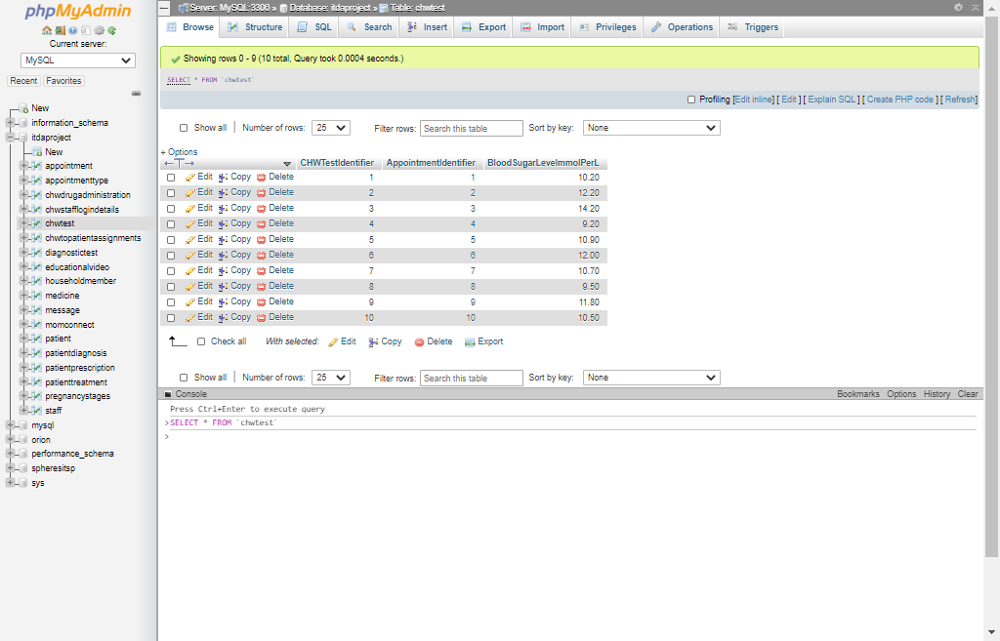 phpMyAdmin
Current server:
MySQL
Recent Favorites
New
information_schema
itdaproject
New
appointment
appointmenttype
chwdrugadministration
chwstafflogindetails
chwtest
chwtopatientassignments
diagnostictest
educationalvideo
householdmember
medicine
message
momconnect
patient
patientdiagnosis
patientprescription
patienttreatment
pregnancystages
staff
mysql
orion
performance_schema
spheresitsp
sys
Server: MySQL:3308 » Database: itdaproject » Table: chwtest
Browse Structure SQL Search Insert Export Import Privileges Operations Triggers
Showing rows 0 - 9 (10 total, Query took 0.0004 seconds.)
SELECT * FROM `chwtest`
Profiling [Edit inline] [ Edit ] [ Explain SQL ] [ Create PHP code ] [ Refresh]
Show all | Number of rows: 25 Filter rows: Search this table Sort by key: None
+ Options
←T→ CHWTestIdentifier AppointmentIdentifier BloodSugarLevelmmolPerL
Edit Copy Delete 1 1 10.20
Edit Copy Delete 2 2 12.20
Edit Copy Delete 3 3 14.20
Edit Copy Delete 4 4 9.20
Edit Copy Delete 5 5 10.90
Edit Copy Delete 6 6 12.00
Edit Copy Delete 7 7 10.70
Edit Copy Delete 8 8 9.50
Edit Copy Delete 9 9 11.80
Edit Copy Delete 10 10 10.50
Check all With selected: Edit Copy Delete Export
Show all | Number of rows: 25 Filter rows: Search this table Sort by key: None
Console Bookmarks Options History Clear
Press Ctrl+Enter to execute query
>SELECT * FROM `chwtest`
>